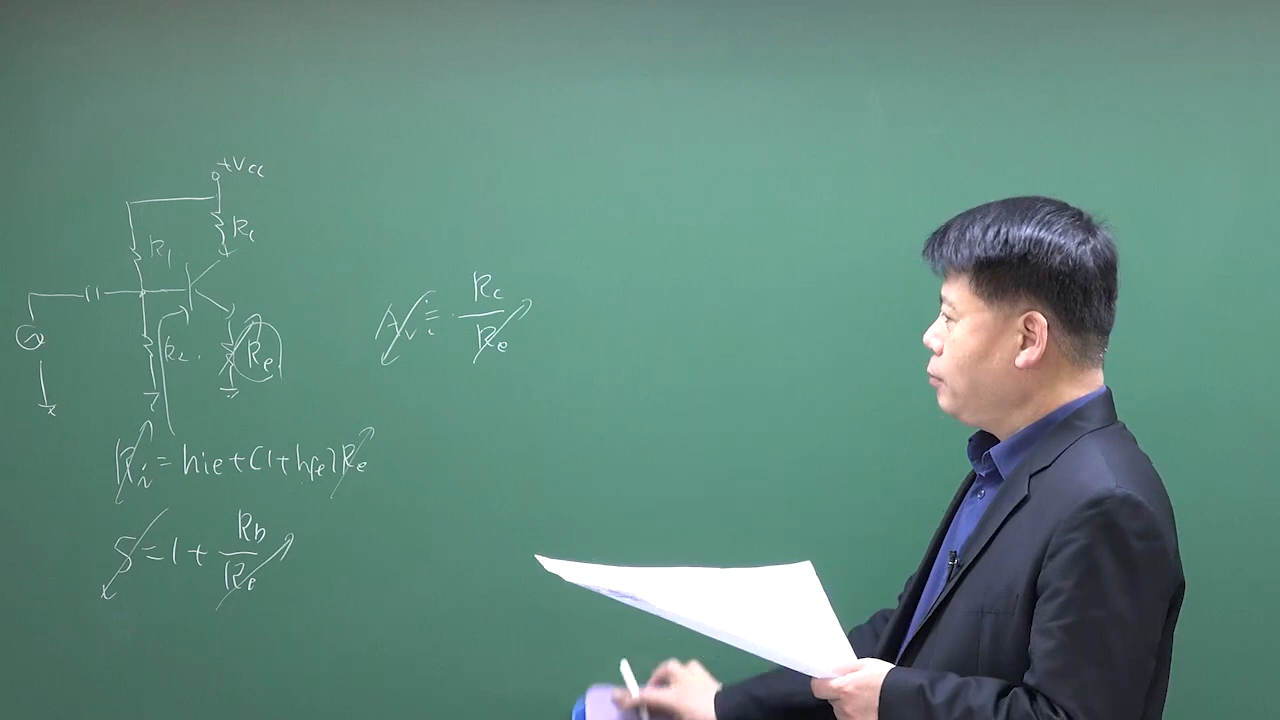 +Vcc
Rc
R1
R2
Re
Av ≡ - Rc/Re
Ri = hie+(1+hfe)Re
S = 1 + Rb/Re